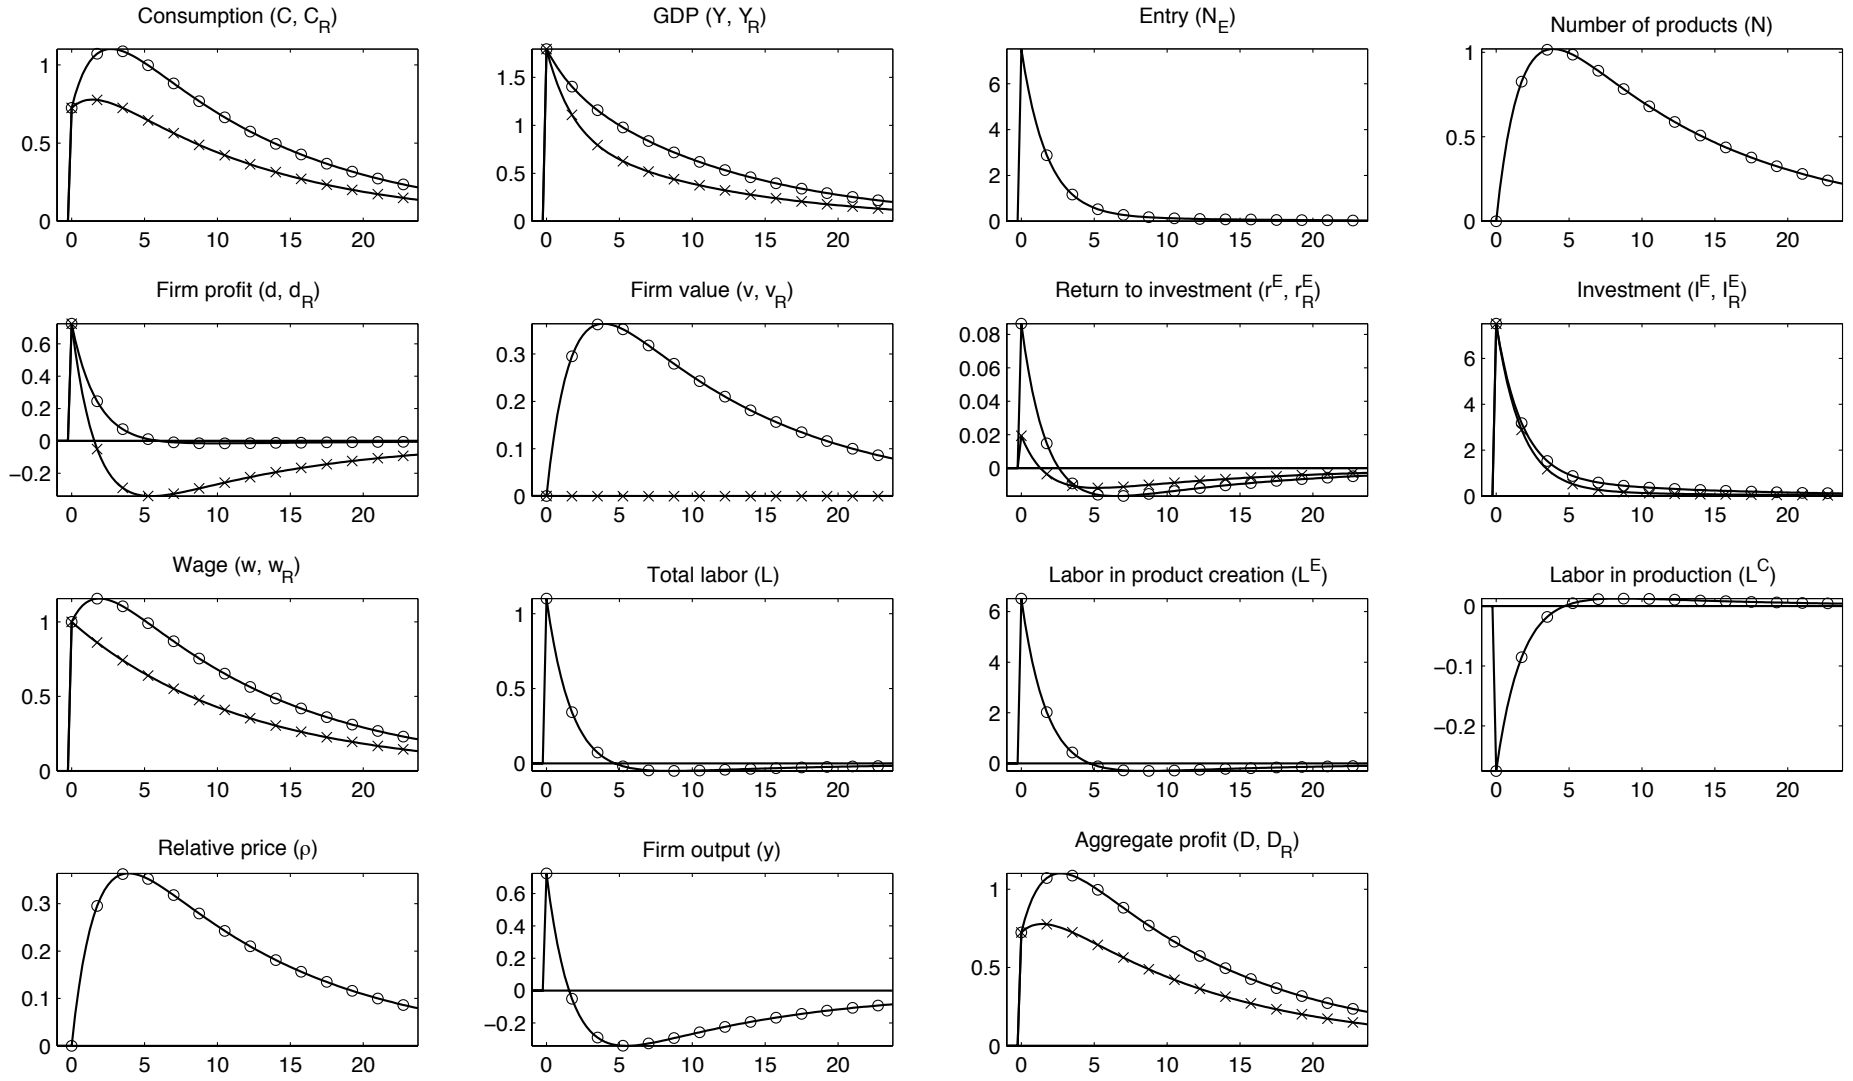 Consumption (C, C_R)
1
0.5
0
0 5 10 15 20
GDP (Y, Y_R)
1.5
1
0.5
0
0 5 10 15 20
Entry (N_E)
6
4
2
0
0 5 10 15 20
Number of products (N)
1
0.5
0
0 5 10 15 20
Firm profit (d, d_R)
0.6
0.4
0.2
0
−0.2
0 5 10 15 20
Firm value (v, v_R)
0.3
0.2
0.1
0
0 5 10 15 20
Return to investment (r^E, r_R^E)
0.08
0.06
0.04
0.02
0
0 5 10 15 20
Investment (I^E, I_R^E)
6
4
2
0
0 5 10 15 20
Wage (w, w_R)
1
0.5
0
0 5 10 15 20
Total labor (L)
1
0.5
0
0 5 10 15 20
Labor in product creation (L^E)
6
4
2
0
0 5 10 15 20
Labor in production (L^C)
0
−0.1
−0.2
0 5 10 15 20
Relative price (ρ)
0.3
0.2
0.1
0
0 5 10 15 20
Firm output (y)
0.6
0.4
0.2
0
−0.2
0 5 10 15 20
Aggregate profit (D, D_R)
1
0.5
0
0 5 10 15 20